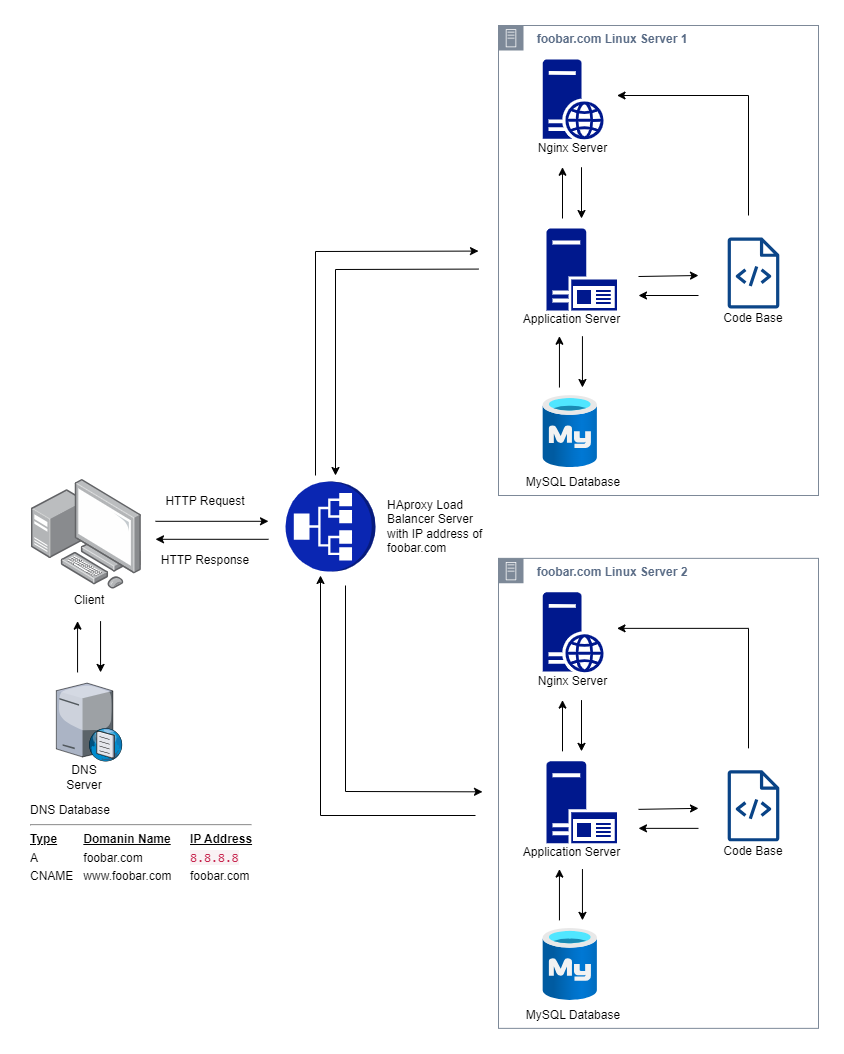 foobar.com Linux Server 1
Nginx Server
Application Server
Code Base
My
MySQL Database
HTTP Request
HTTP Response
HAproxy Load
Balancer Server
with IP address of
foobar.com
Client
DNS
Server
DNS Database
Type Domanin Name IP Address
A foobar.com 8.8.8.8
CNAME www.foobar.com foobar.com
foobar.com Linux Server 2
Nginx Server
Application Server
Code Base
My
MySQL Database